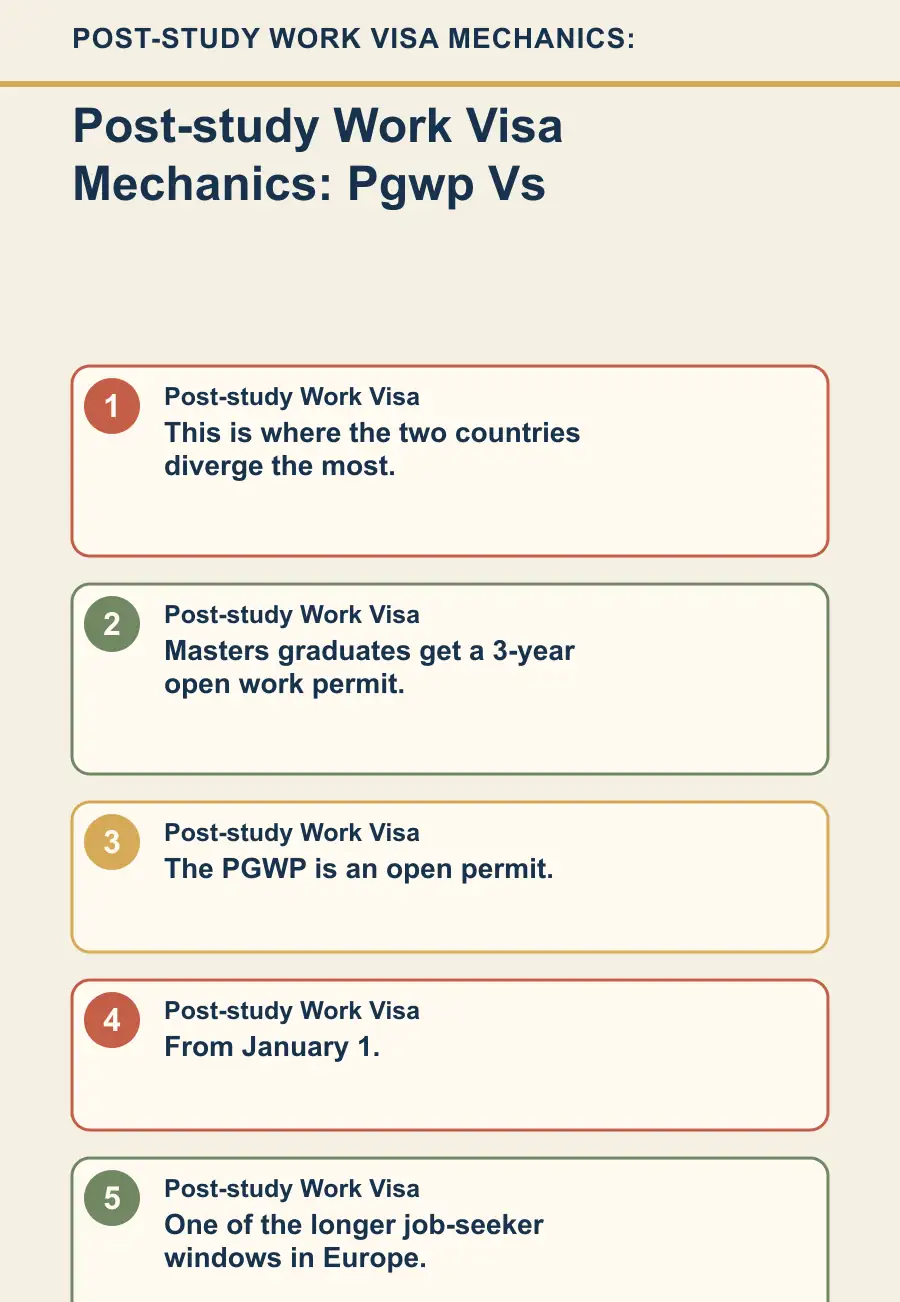 POST-STUDY WORK VISA MECHANICS:
Post-study Work Visa
Mechanics: Pgwp Vs
1
Post-study Work Visa
This is where the two countries
diverge the most.
2
Post-study Work Visa
Masters graduates get a 3-year
open work permit.
3
Post-study Work Visa
The PGWP is an open permit.
4
Post-study Work Visa
From January 1.
5
Post-study Work Visa
One of the longer job-seeker
windows in Europe.